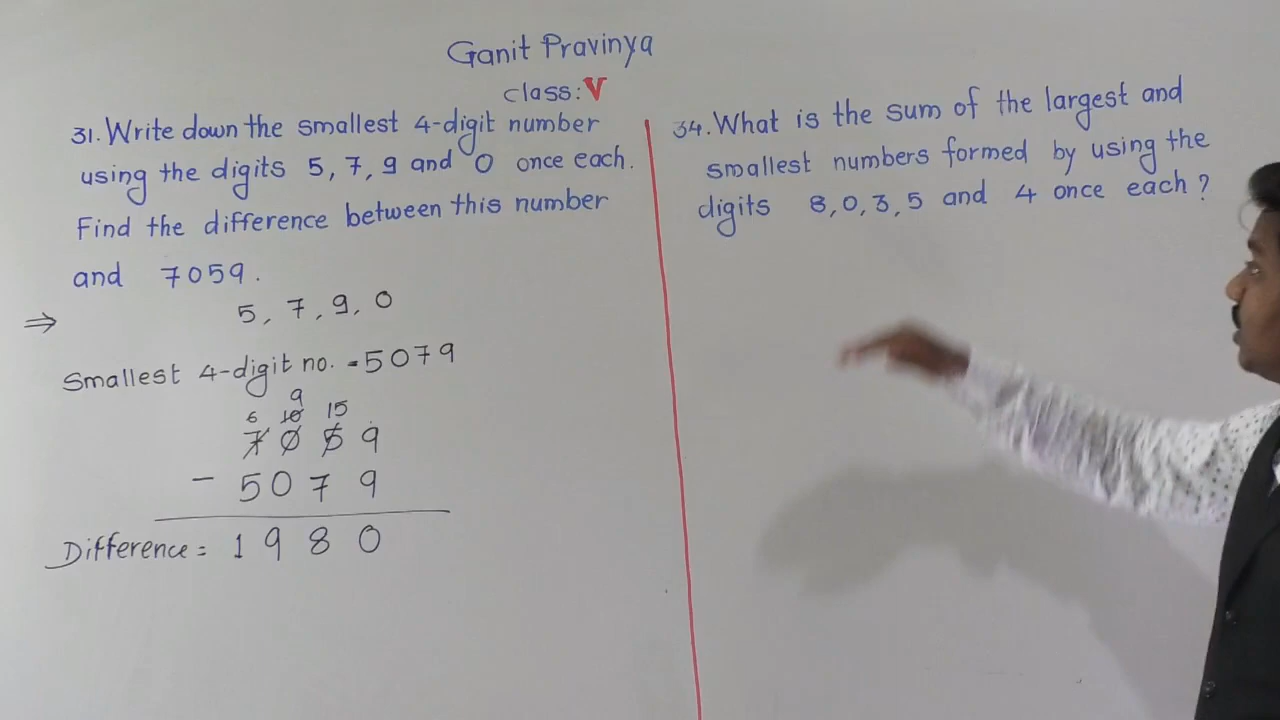 Ganit Pravinya
class: V
31. Write down the smallest 4-digit number
using the digits 5, 7, 9 and 0 once each.
Find the difference between this number
and 7059.
⇒ 5, 7, 9, 0
Smallest 4-digit no. = 5079
9
6 10 15
7 0 5 9
- 5 0 7 9
Difference = 1 9 8 0
34. What is the sum of the largest and
smallest numbers formed by using the
digits 8, 0, 3, 5 and 4 once each?